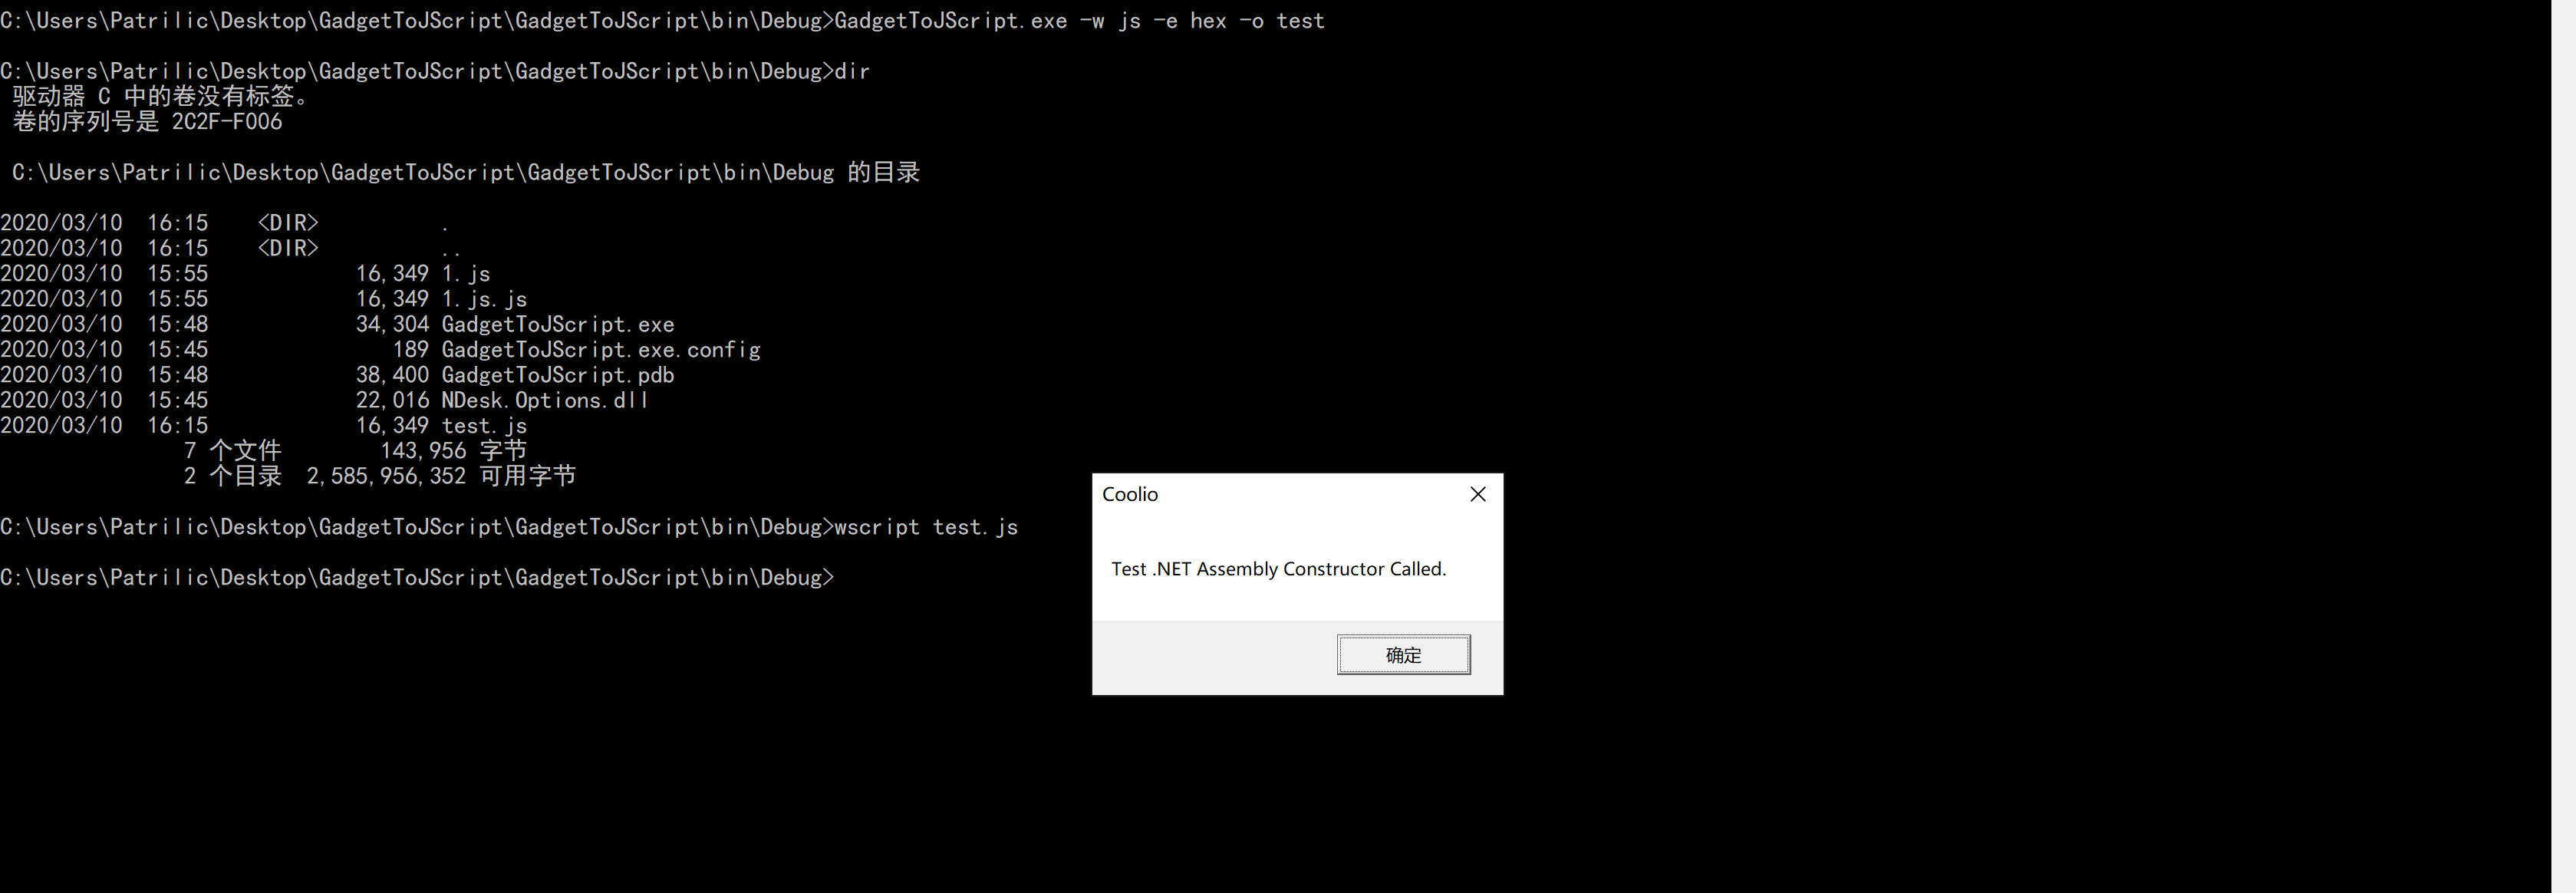 C:\Users\Patrilic\Desktop\GadgetToJScript\GadgetToJScript\bin\Debug>GadgetToJScript.exe -w js -e hex -o test
C:\Users\Patrilic\Desktop\GadgetToJScript\GadgetToJScript\bin\Debug>dir
驱动器 C 中的卷没有标签。
卷的序列号是 2C2F-F006
C:\Users\Patrilic\Desktop\GadgetToJScript\GadgetToJScript\bin\Debug 的目录
2020/03/10  16:15    <DIR>          .
2020/03/10  16:15    <DIR>          ..
2020/03/10  15:55            16,349 1.js
2020/03/10  15:55            16,349 1.js.js
2020/03/10  15:48            34,304 GadgetToJScript.exe
2020/03/10  15:45               189 GadgetToJScript.exe.config
2020/03/10  15:48            38,400 GadgetToJScript.pdb
2020/03/10  15:45            22,016 NDesk.Options.dll
2020/03/10  16:15            16,349 test.js
7 个文件        143,956 字节
2 个目录  2,585,956,352 可用字节
C:\Users\Patrilic\Desktop\GadgetToJScript\GadgetToJScript\bin\Debug>wscript test.js
C:\Users\Patrilic\Desktop\GadgetToJScript\GadgetToJScript\bin\Debug>
Coolio
Test .NET Assembly Constructor Called.
确定